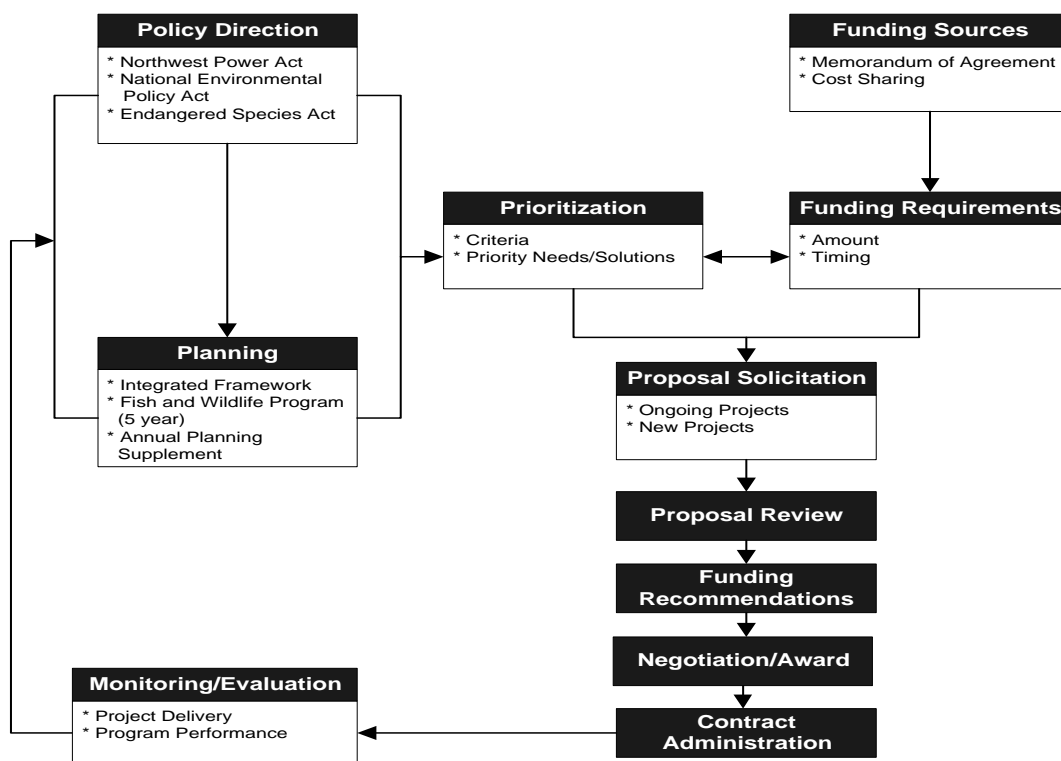 Policy Direction
* Northwest Power Act
* National Environmental
Policy Act
* Endangered Species Act
Funding Sources
* Memorandum of Agreement
* Cost Sharing
Prioritization
* Criteria
* Priority Needs/Solutions
Funding Requirements
* Amount
* Timing
Planning
* Integrated Framework
* Fish and Wildlife Program
(5 year)
* Annual Planning
Supplement
Proposal Solicitation
* Ongoing Projects
* New Projects
Proposal Review
Funding
Recommendations
Negotiation/Award
Contract
Administration
Monitoring/Evaluation
* Project Delivery
* Program Performance